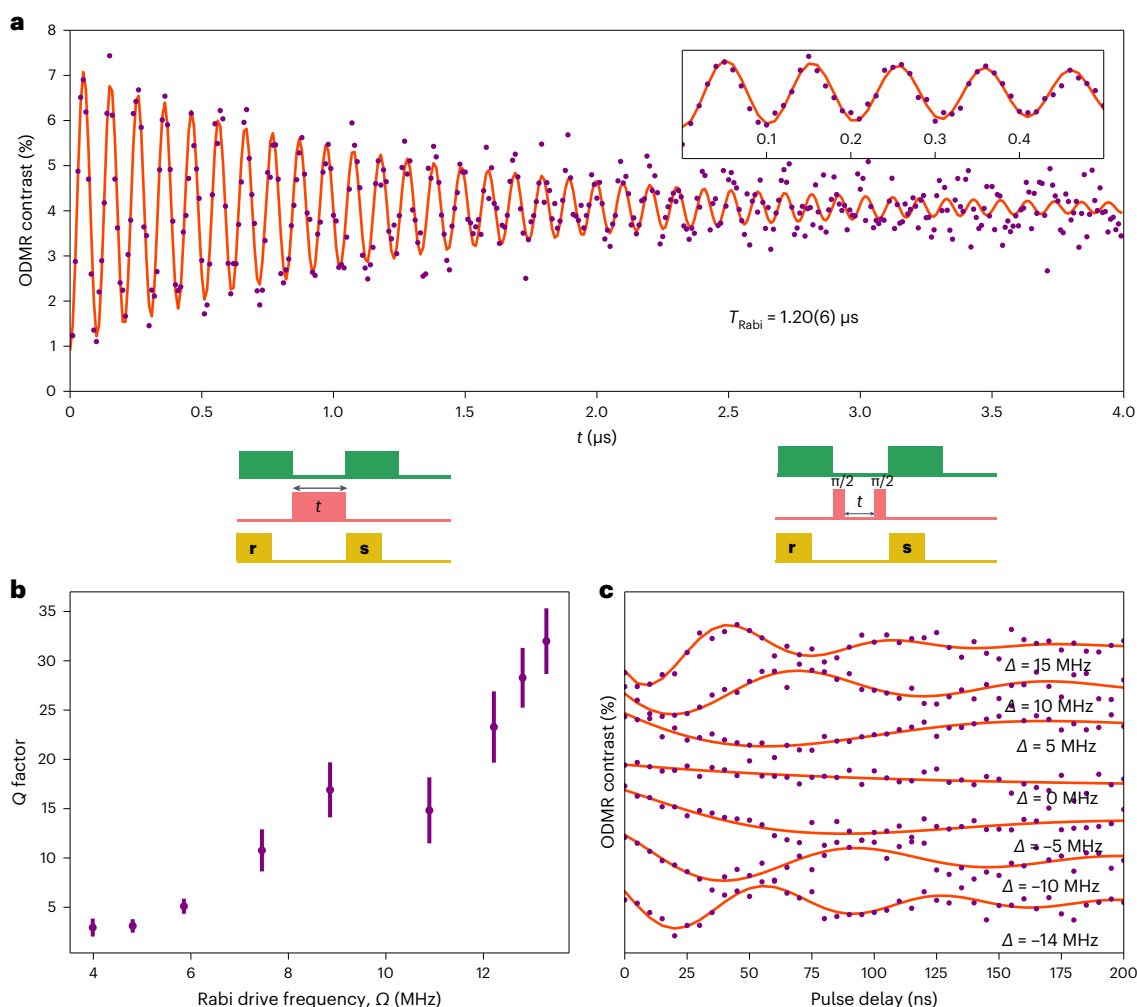 a
8
7
6
5
4
3
2
1
0
ODMR contrast (%)
0.1 0.2 0.3 0.4
T_Rabi = 1.20(6) µs
0 0.5 1.0 1.5 2.0 2.5 3.0 3.5 4.0
t (µs)
t
r s
π/2 π/2
t
r s
b
35
30
25
20
15
10
5
Q factor
4 6 8 10 12
Rabi drive frequency, Ω (MHz)
c
ODMR contrast (%)
Δ = 15 MHz
Δ = 10 MHz
Δ = 5 MHz
Δ = 0 MHz
Δ = –5 MHz
Δ = –10 MHz
Δ = –14 MHz
0 25 50 75 100 125 150 175 200
Pulse delay (ns)